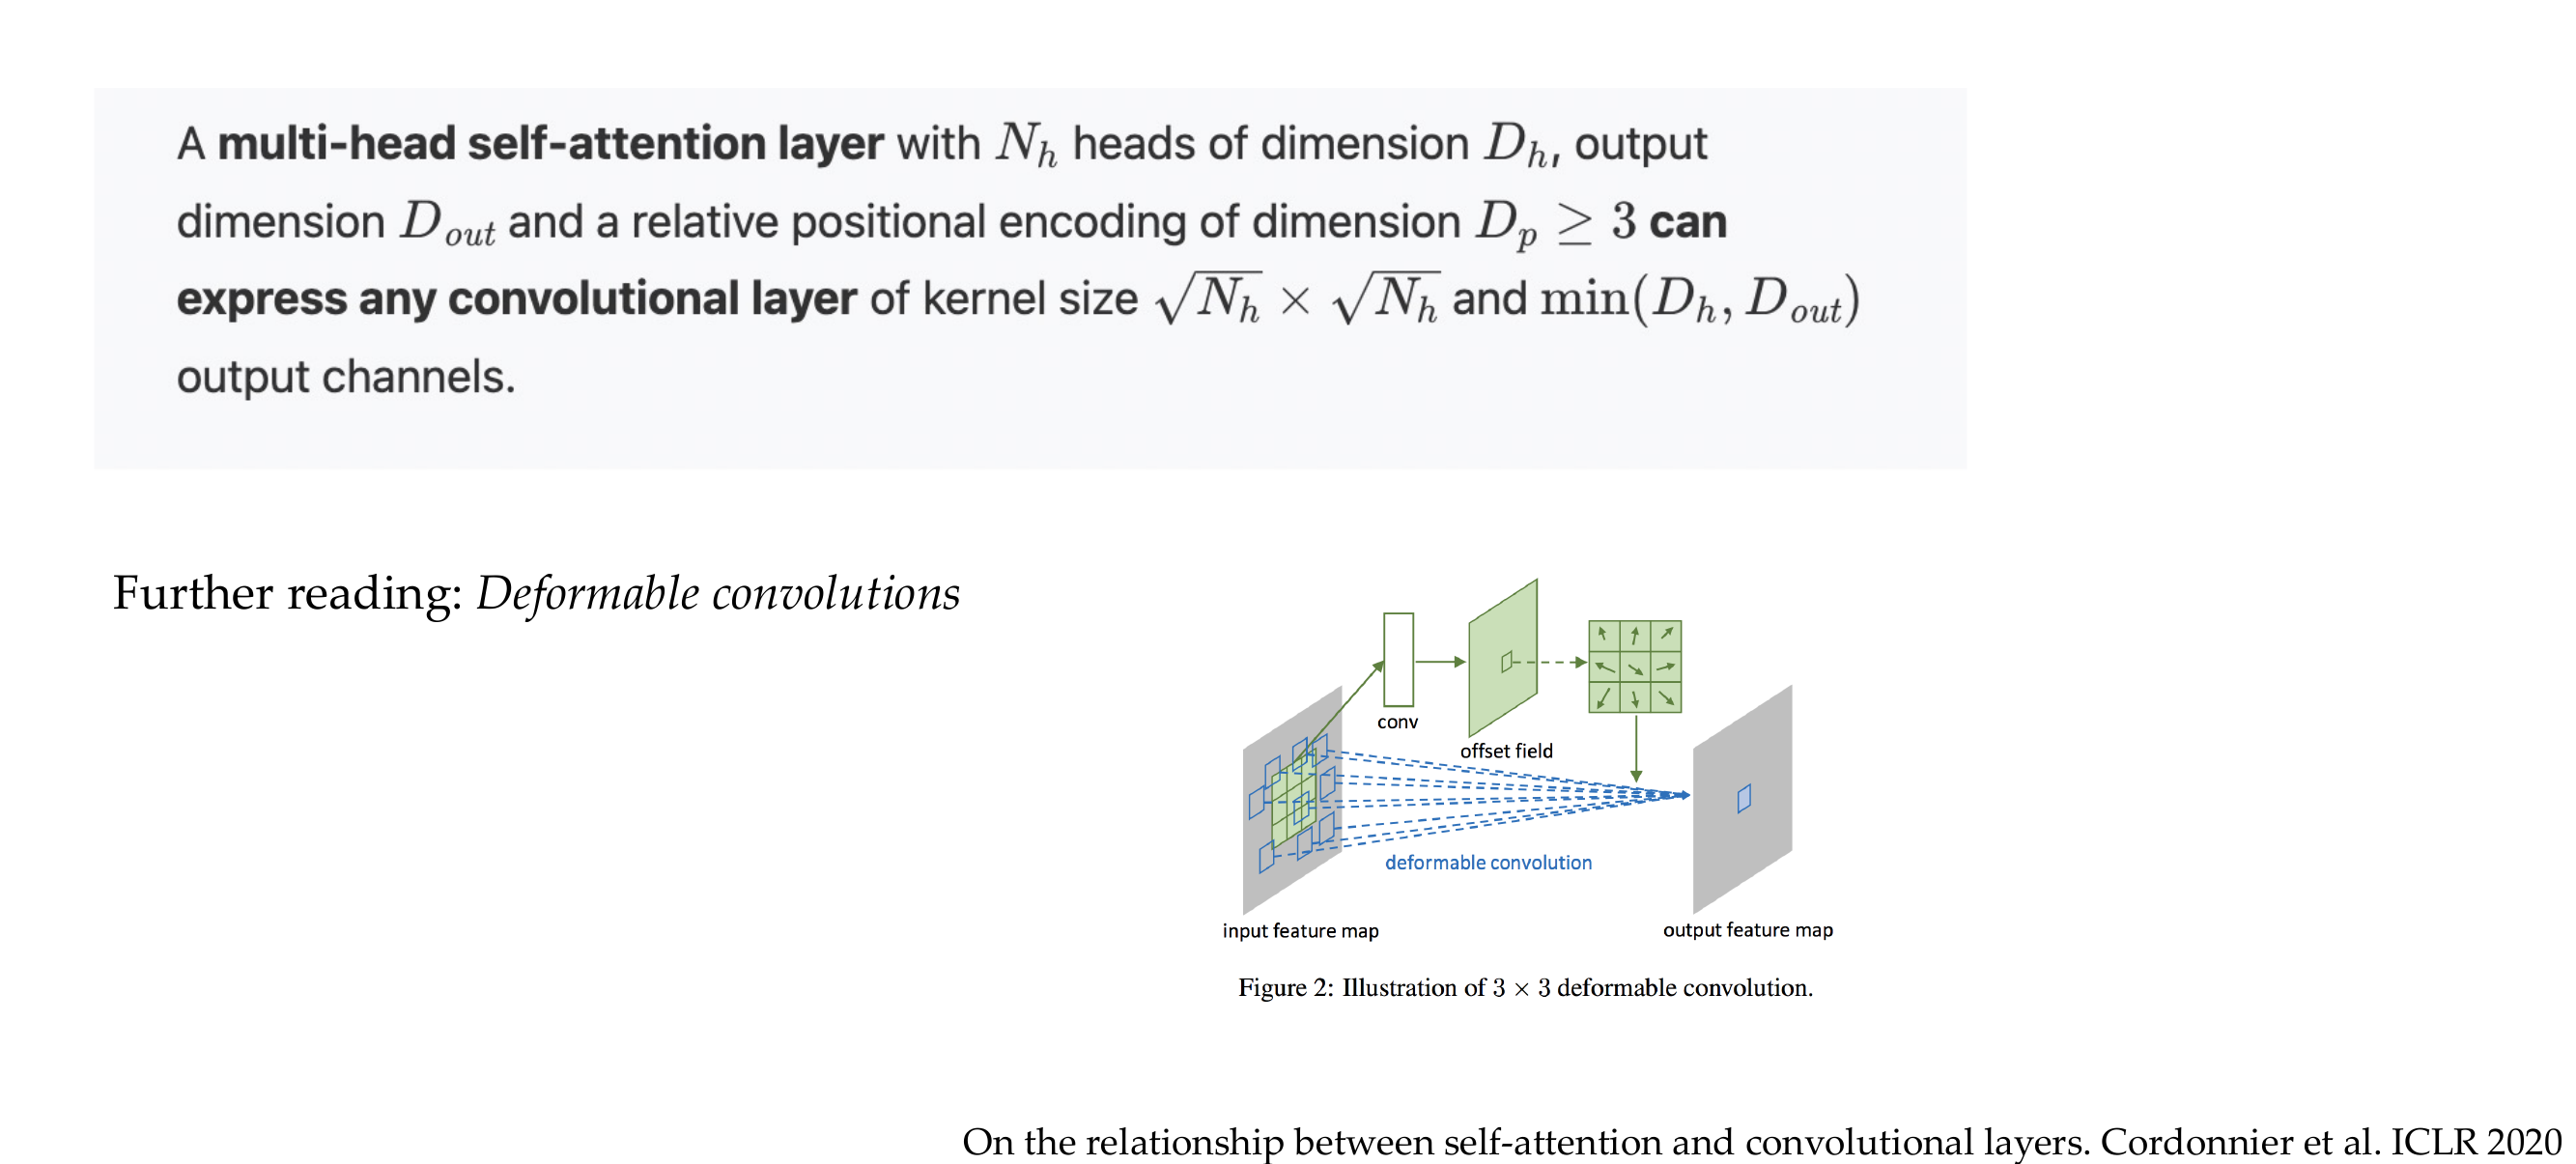 A multi-head self-attention layer with $N_h$ heads of dimension $D_h$, output
dimension $D_{out}$ and a relative positional encoding of dimension $D_p \geq 3$ can
express any convolutional layer of kernel size $\sqrt{N_h} \times \sqrt{N_h}$ and $\min(D_h, D_{out})$
output channels.
Further reading: Deformable convolutions
conv
offset field
deformable convolution
input feature map
output feature map
Figure 2: Illustration of 3 × 3 deformable convolution.
On the relationship between self-attention and convolutional layers. Cordonnier et al. ICLR 2020